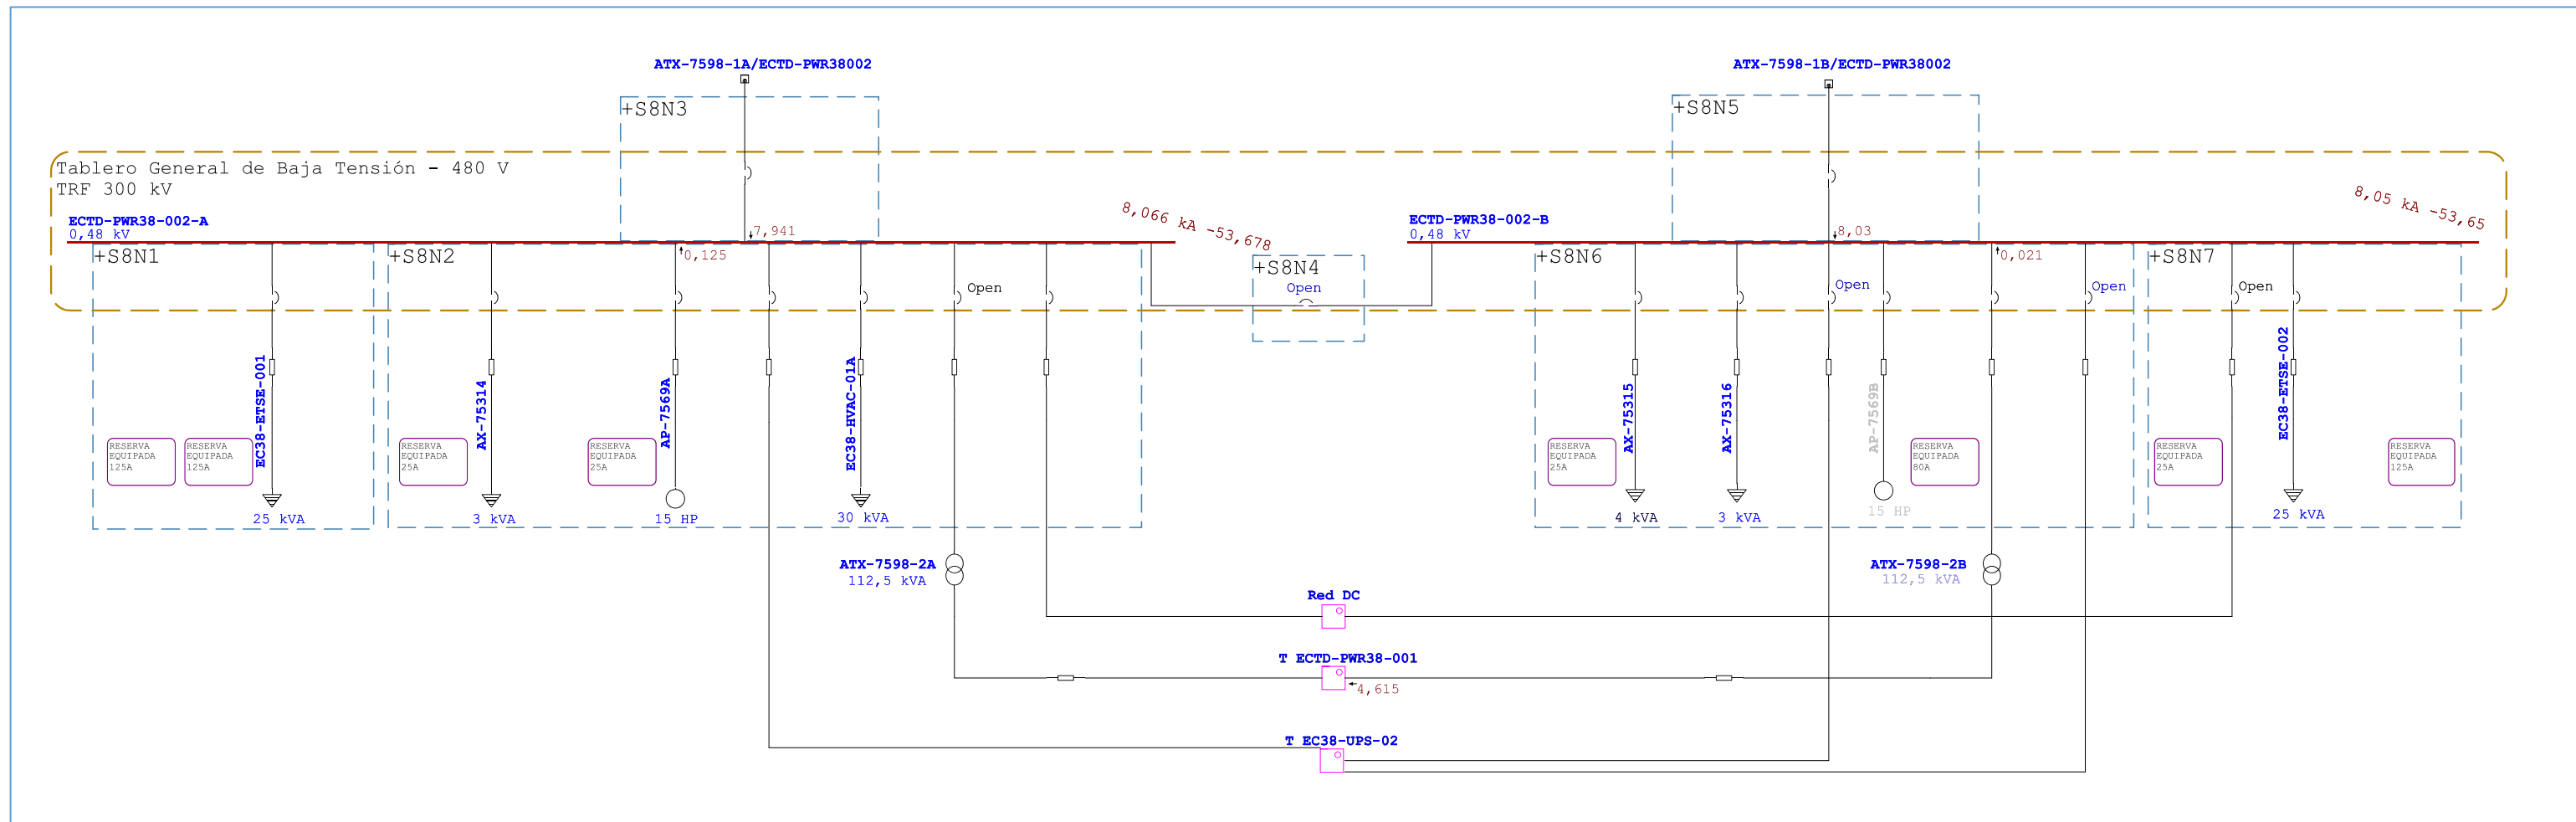 ATX-7598-1A/ECTD-PWR38002
ATX-7598-1B/ECTD-PWR38002
+S8N3
+S8N5
Tablero General de Baja Tensión - 480 V
TRF 300 kV
ECTD-PWR38-002-A
0,48 kV
7,941
0,125
8,066 kA -53,678
ECTD-PWR38-002-B
0,48 kV
8,03
0,021
8,05 kA -53,65
+S8N1
+S8N2
+S8N4
Open
+S8N6
+S8N7
Open
Open
Open
Open
EC38-ETSE-001
AX-75314
AP-7569A
EC38-HVAC-01A
AX-75315
AX-75316
AP-7569B
EC38-ETSE-002
RESERVA
EQUIPADA
125A
RESERVA
EQUIPADA
125A
RESERVA
EQUIPADA
25A
RESERVA
EQUIPADA
25A
RESERVA
EQUIPADA
25A
RESERVA
EQUIPADA
80A
RESERVA
EQUIPADA
25A
RESERVA
EQUIPADA
125A
25 kVA
3 kVA
15 HP
30 kVA
4 kVA
3 kVA
15 HP
25 kVA
ATX-7598-2A
112,5 kVA
ATX-7598-2B
112,5 kVA
Red DC
T ECTD-PWR38-001
4,615
T EC38-UPS-02